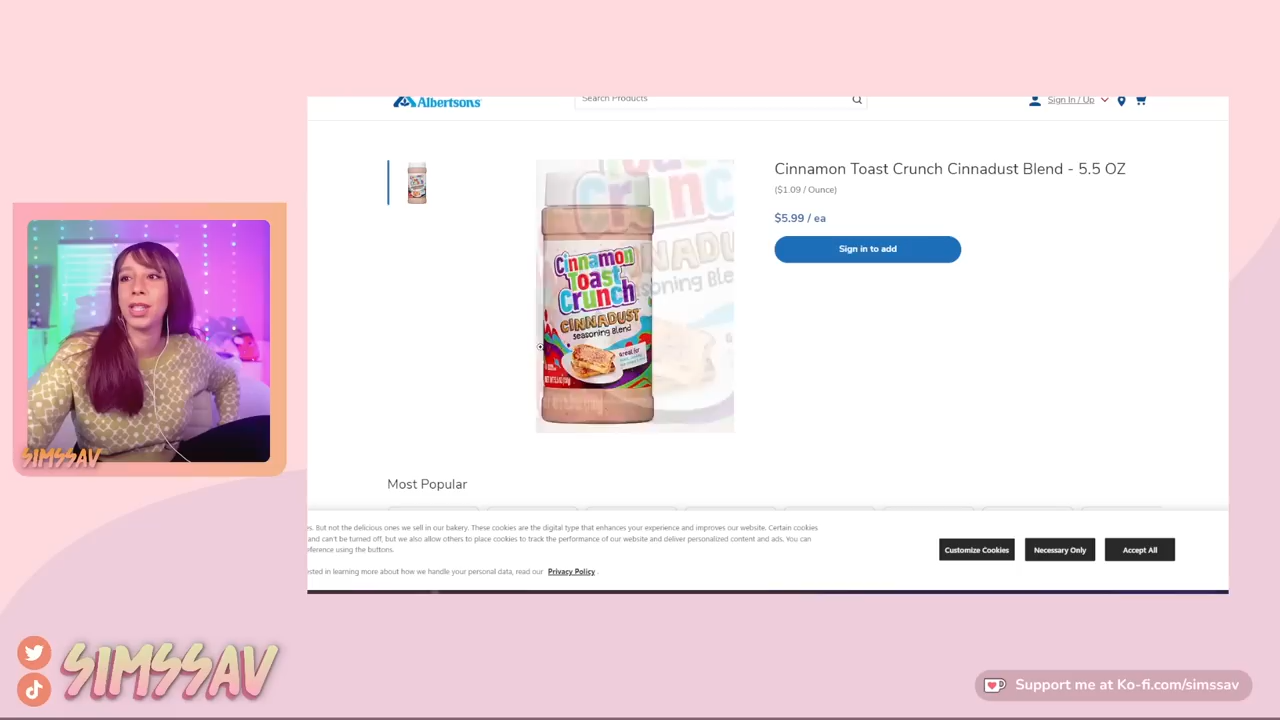 Albertsons
Search Products
Sign In / Up
Cinnamon Toast Crunch Cinnadust Blend - 5.5 OZ
($1.09 / Ounce)
$5.99 / ea
Sign in to add
Cinnamon
Toast
Crunch
CINNADUST
Seasoning Blend
great for
Most Popular
s. But not the delicious ones we sell in our bakery. These cookies are the digital type that enhances your experience and improves our website. Certain cookies
and can't be turned off, but we also allow others to place cookies to track the performance of our website and deliver personalized content and ads. You can
eference using the buttons.
ested in learning more about how we handle your personal data, read our Privacy Policy .
Customize Cookies
Necessary Only
Accept All
SIMSSAV
SIMSSAV
Support me at Ko-fi.com/simssav